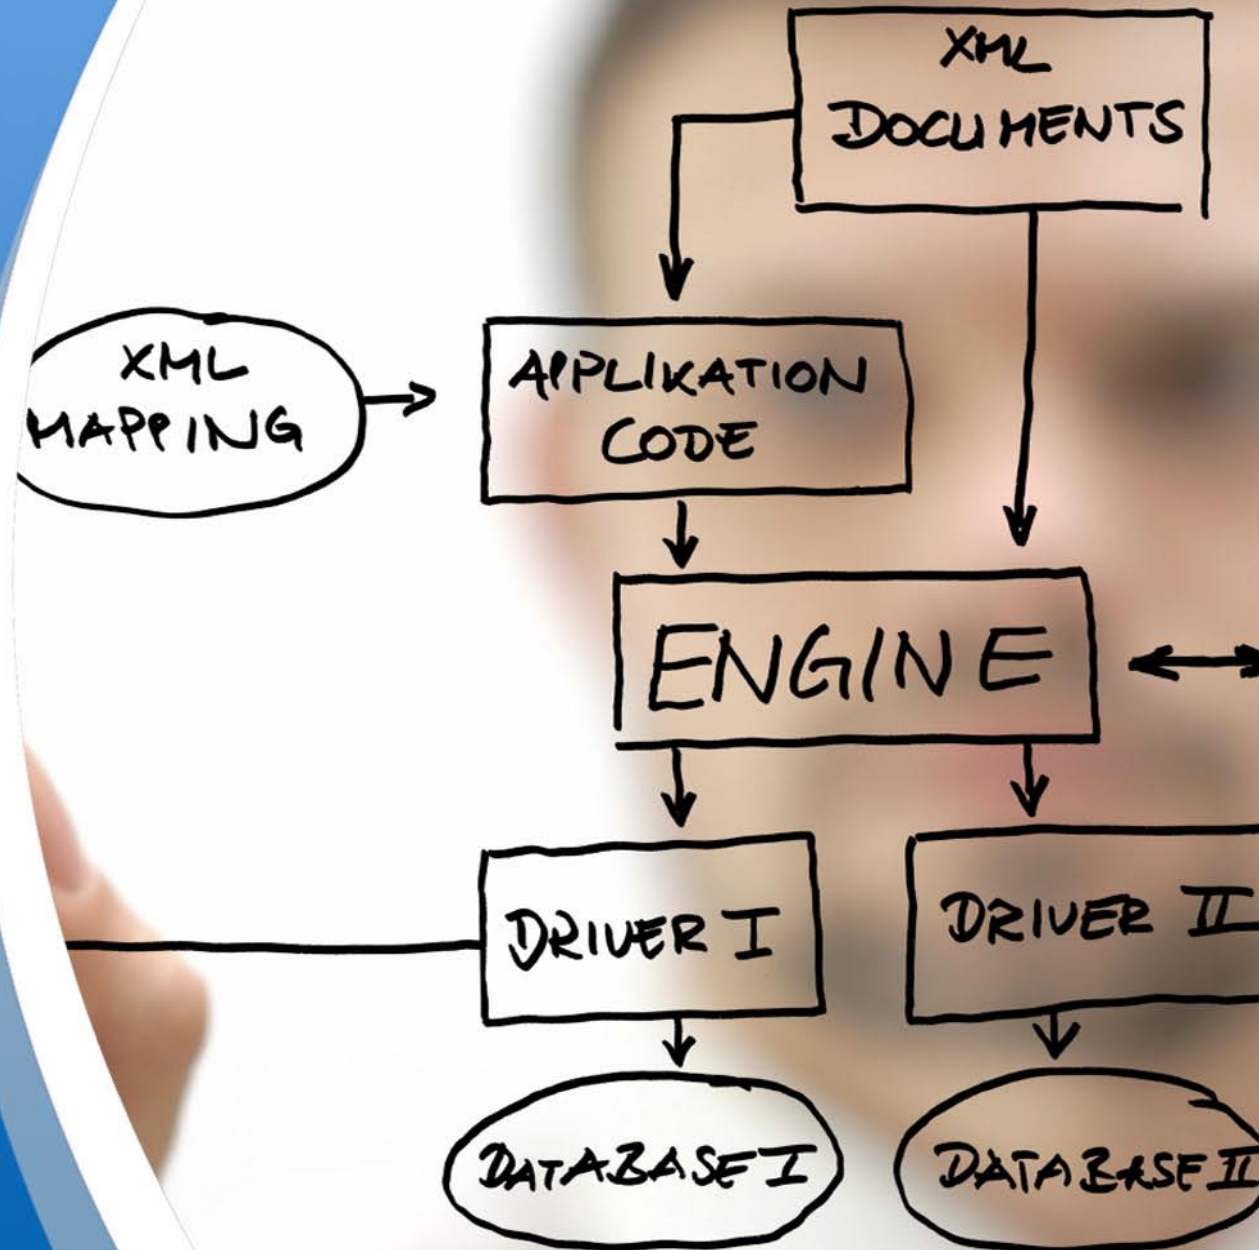 XML
DOCUMENTS
XML
MAPPING
APPLIKATION
CODE
ENGINE
DRIVER I
DRIVER II
DATABASE I
DATABASE II